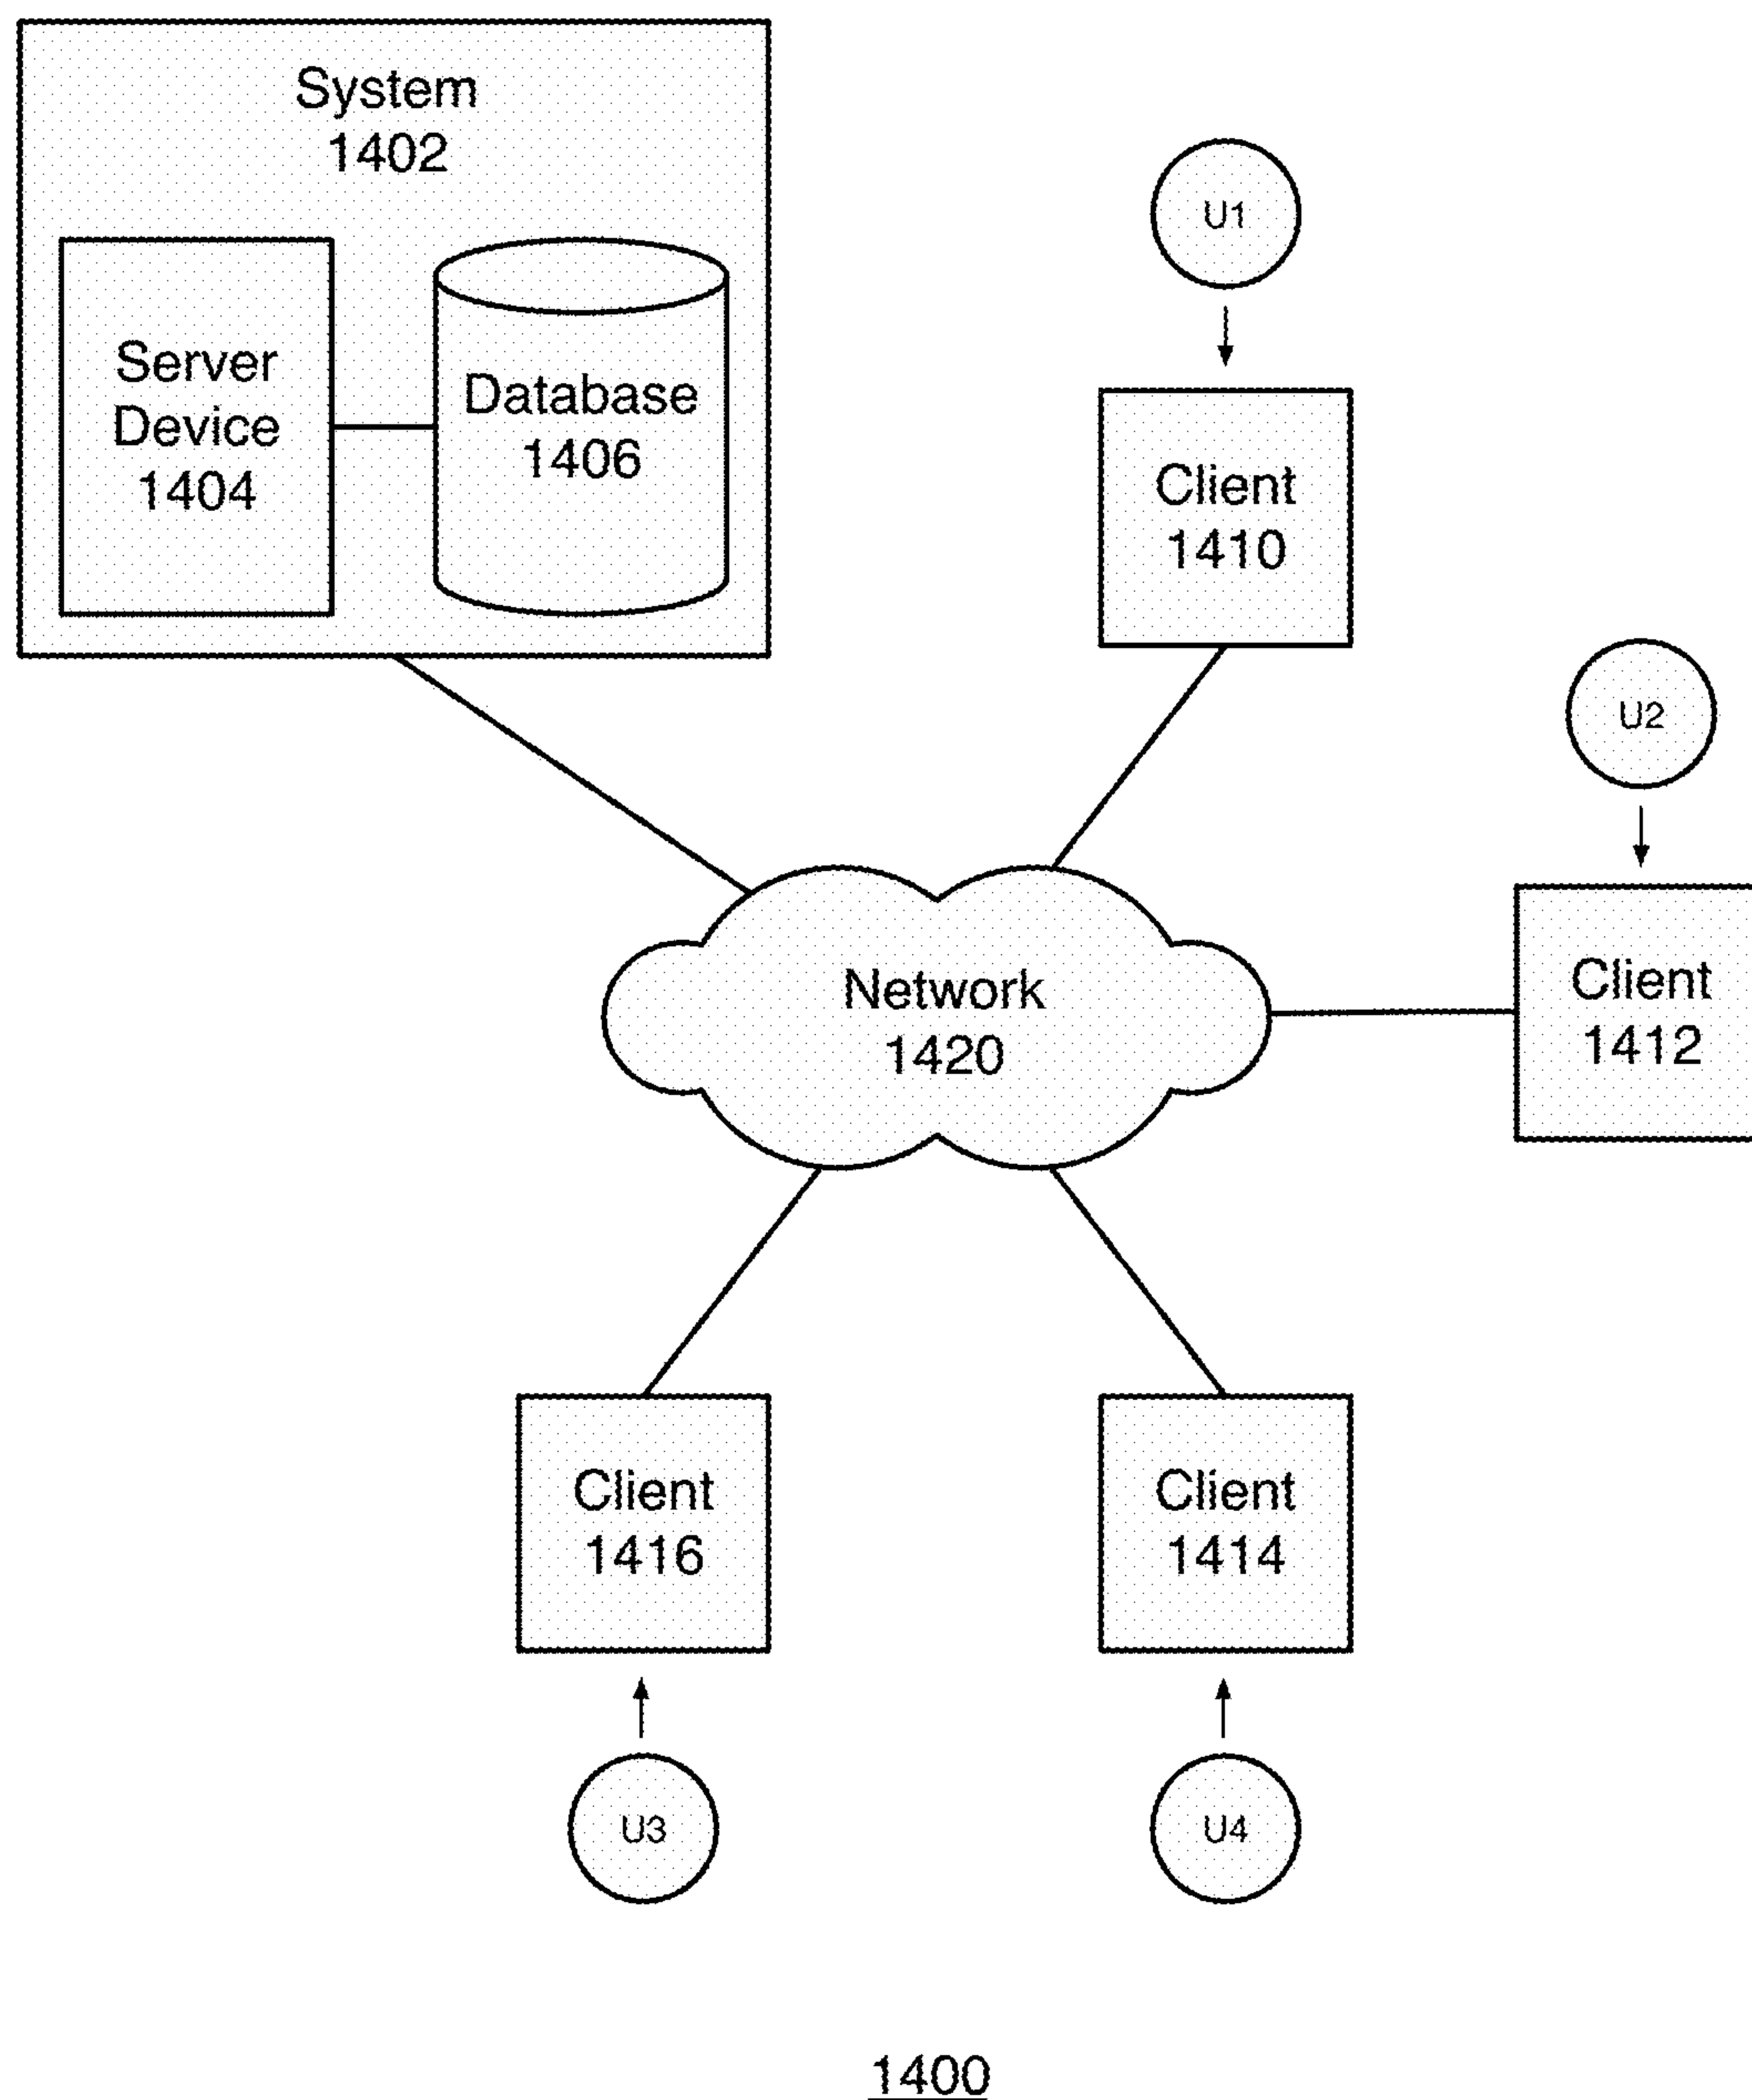 System
1402
Server
Device
1404
Database
1406
U1
Client
1410
U2
Client
1412
Network
1420
Client
1416
Client
1414
U3
U4
1400